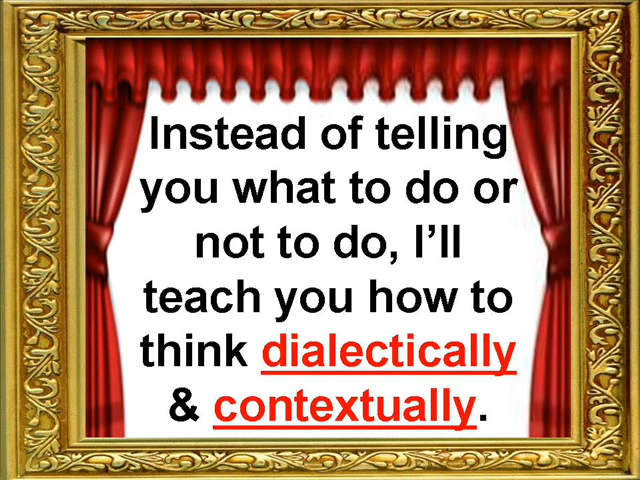 Instead of telling
you what to do or
not to do, I’ll
teach you how to
think dialectically
& contextually.